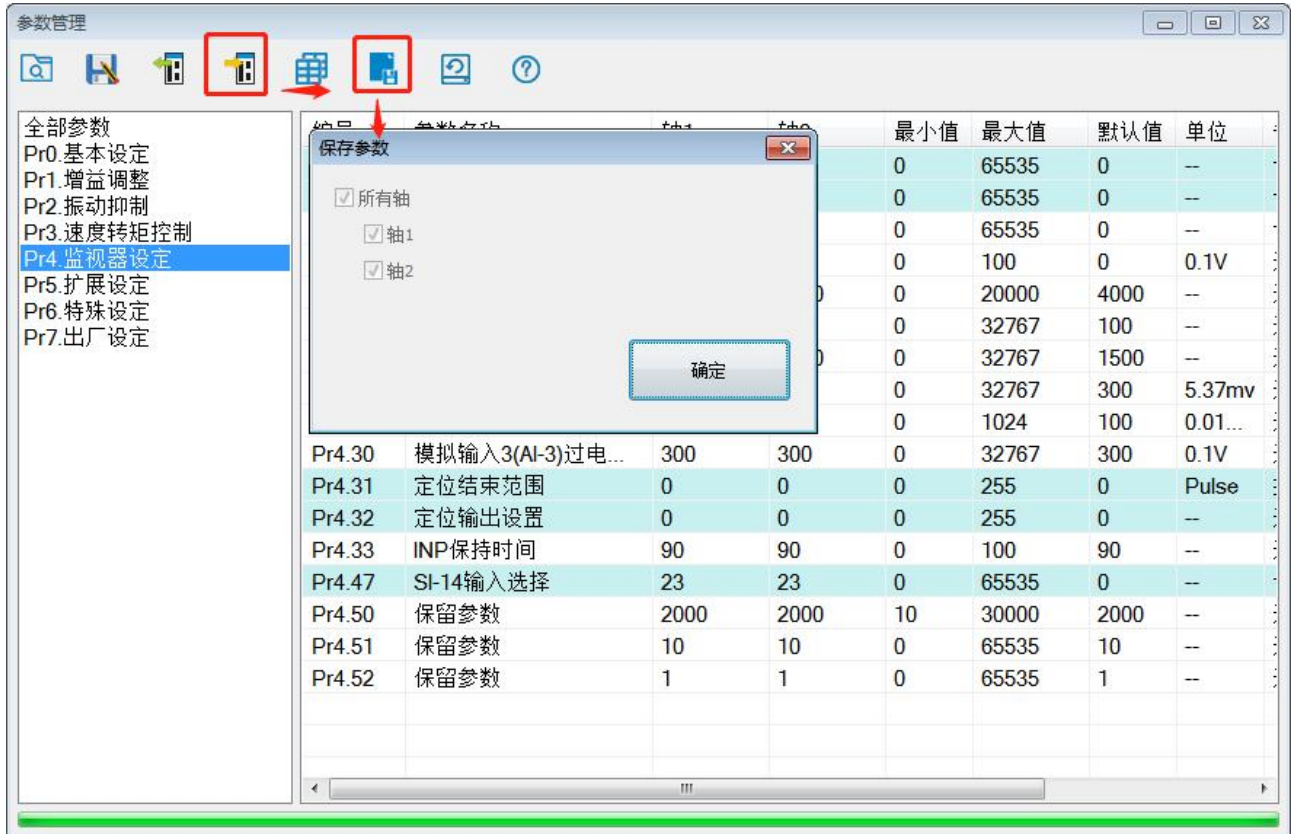 参数管理
全部参数
Pr0.基本设定
Pr1.增益调整
Pr2.振动抑制
Pr3.速度转矩控制
Pr4.监视器设定
Pr5.扩展设定
Pr6.特殊设定
Pr7.出厂设定
最小值 最大值 默认值 单位
保存参数
所有轴
轴1
轴2
确定
0 65535 0 --
0 65535 0 --
0 65535 0 --
0 100 0 0.1V
0 20000 4000 --
0 32767 100 --
0 32767 1500 --
0 32767 300 5.37mv
0 1024 100 0.01...
Pr4.30 模拟输入3(AI-3)过电... 300 300 0 32767 300 0.1V
Pr4.31 定位结束范围 0 0 0 255 0 Pulse
Pr4.32 定位输出设置 0 0 0 255 0 --
Pr4.33 INP保持时间 90 90 0 100 90 --
Pr4.47 SI-14输入选择 23 23 0 65535 0 --
Pr4.50 保留参数 2000 2000 10 30000 2000 --
Pr4.51 保留参数 10 10 0 65535 10 --
Pr4.52 保留参数 1 1 0 65535 1 --